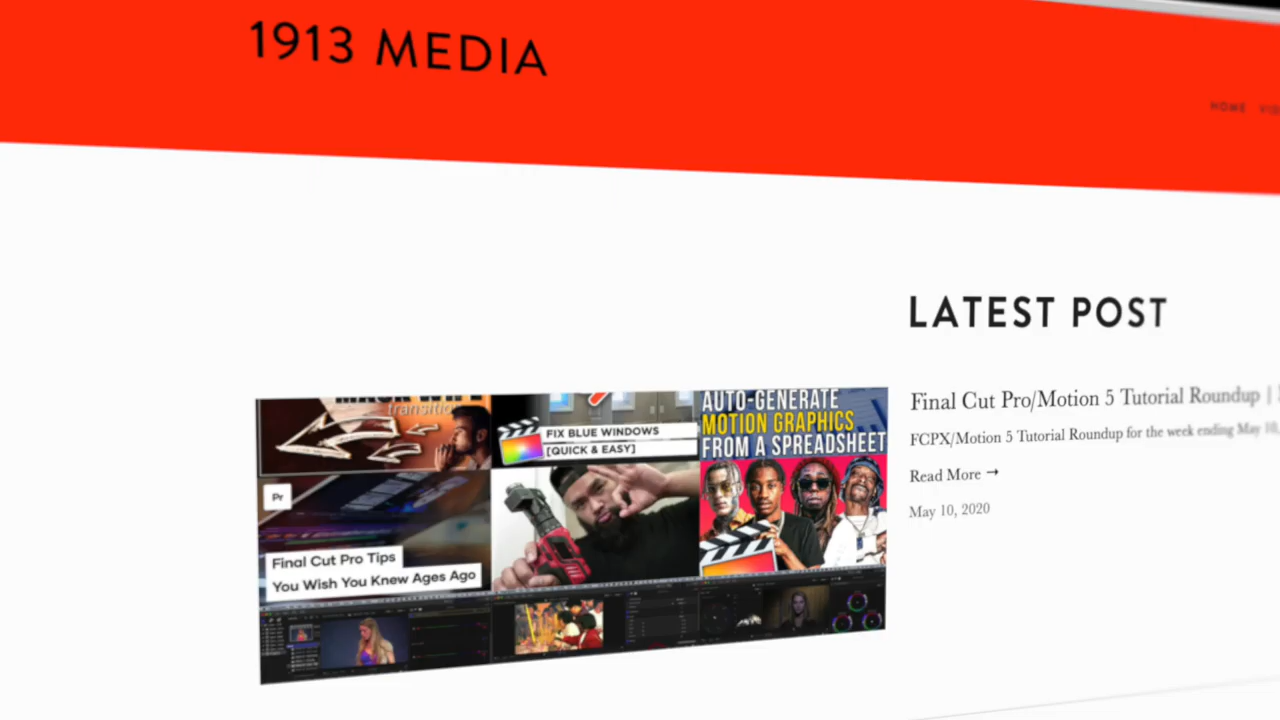 1913 MEDIA
HOME
LATEST POST
Final Cut Pro/Motion 5 Tutorial Roundup |
FCPX/Motion 5 Tutorial Roundup for the week ending May 10,
Read More →
May 10, 2020
transition
FIX BLUE WINDOWS
[QUICK & EASY]
AUTO-GENERATE
MOTION GRAPHICS
FROM A SPREADSHEET
Pr
Final Cut Pro Tips
You Wish You Knew Ages Ago